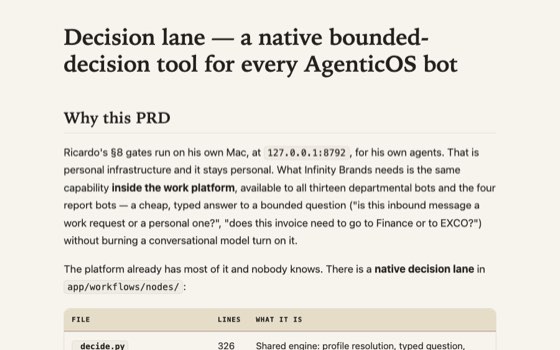 Decision lane — a native bounded-
decision tool for every AgenticOS bot
Why this PRD
Ricardo's §8 gates run on his own Mac, at 127.0.0.1:8792, for his own agents. That is
personal infrastructure and it stays personal. What Infinity Brands needs is the same
capability inside the work platform, available to all thirteen departmental bots and the four
report bots — a cheap, typed answer to a bounded question ("is this inbound message a
work request or a personal one?", "does this invoice need to go to Finance or to EXCO?")
without burning a conversational model turn on it.
The platform already has most of it and nobody knows. There is a native decision lane in
app/workflows/nodes/ :
FILE LINES WHAT IT IS
decide.py 326 Shared engine: profile resolution, typed question,